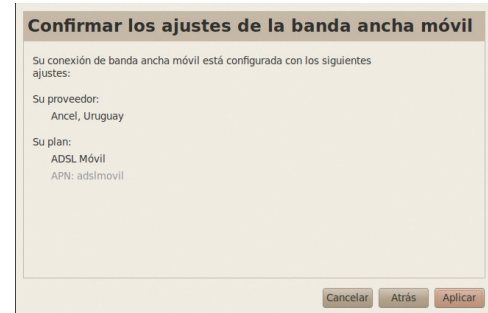 Confirmar los ajustes de la banda ancha móvil
Su conexión de banda ancha móvil está configurada con los siguientes
ajustes:
Su proveedor:
Ancel, Uruguay
Su plan:
ADSL Móvil
APN: adslmovil
Cancelar Atrás Aplicar